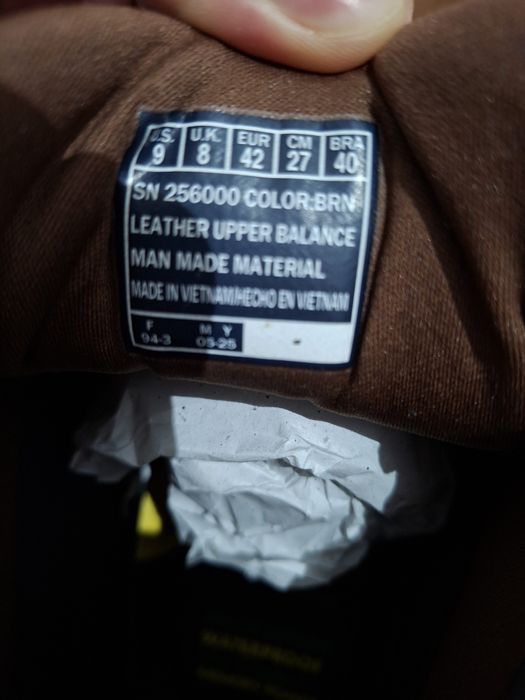 U.S. U.K. EUR CM BRA
9 8 42 27 40
SN 256000 COLOR:BRN
LEATHER UPPER BALANCE
MAN MADE MATERIAL
MADE IN VIETNAM/HECHO EN VIETNAM
F M Y
94-3 05-25
WATERPROOF